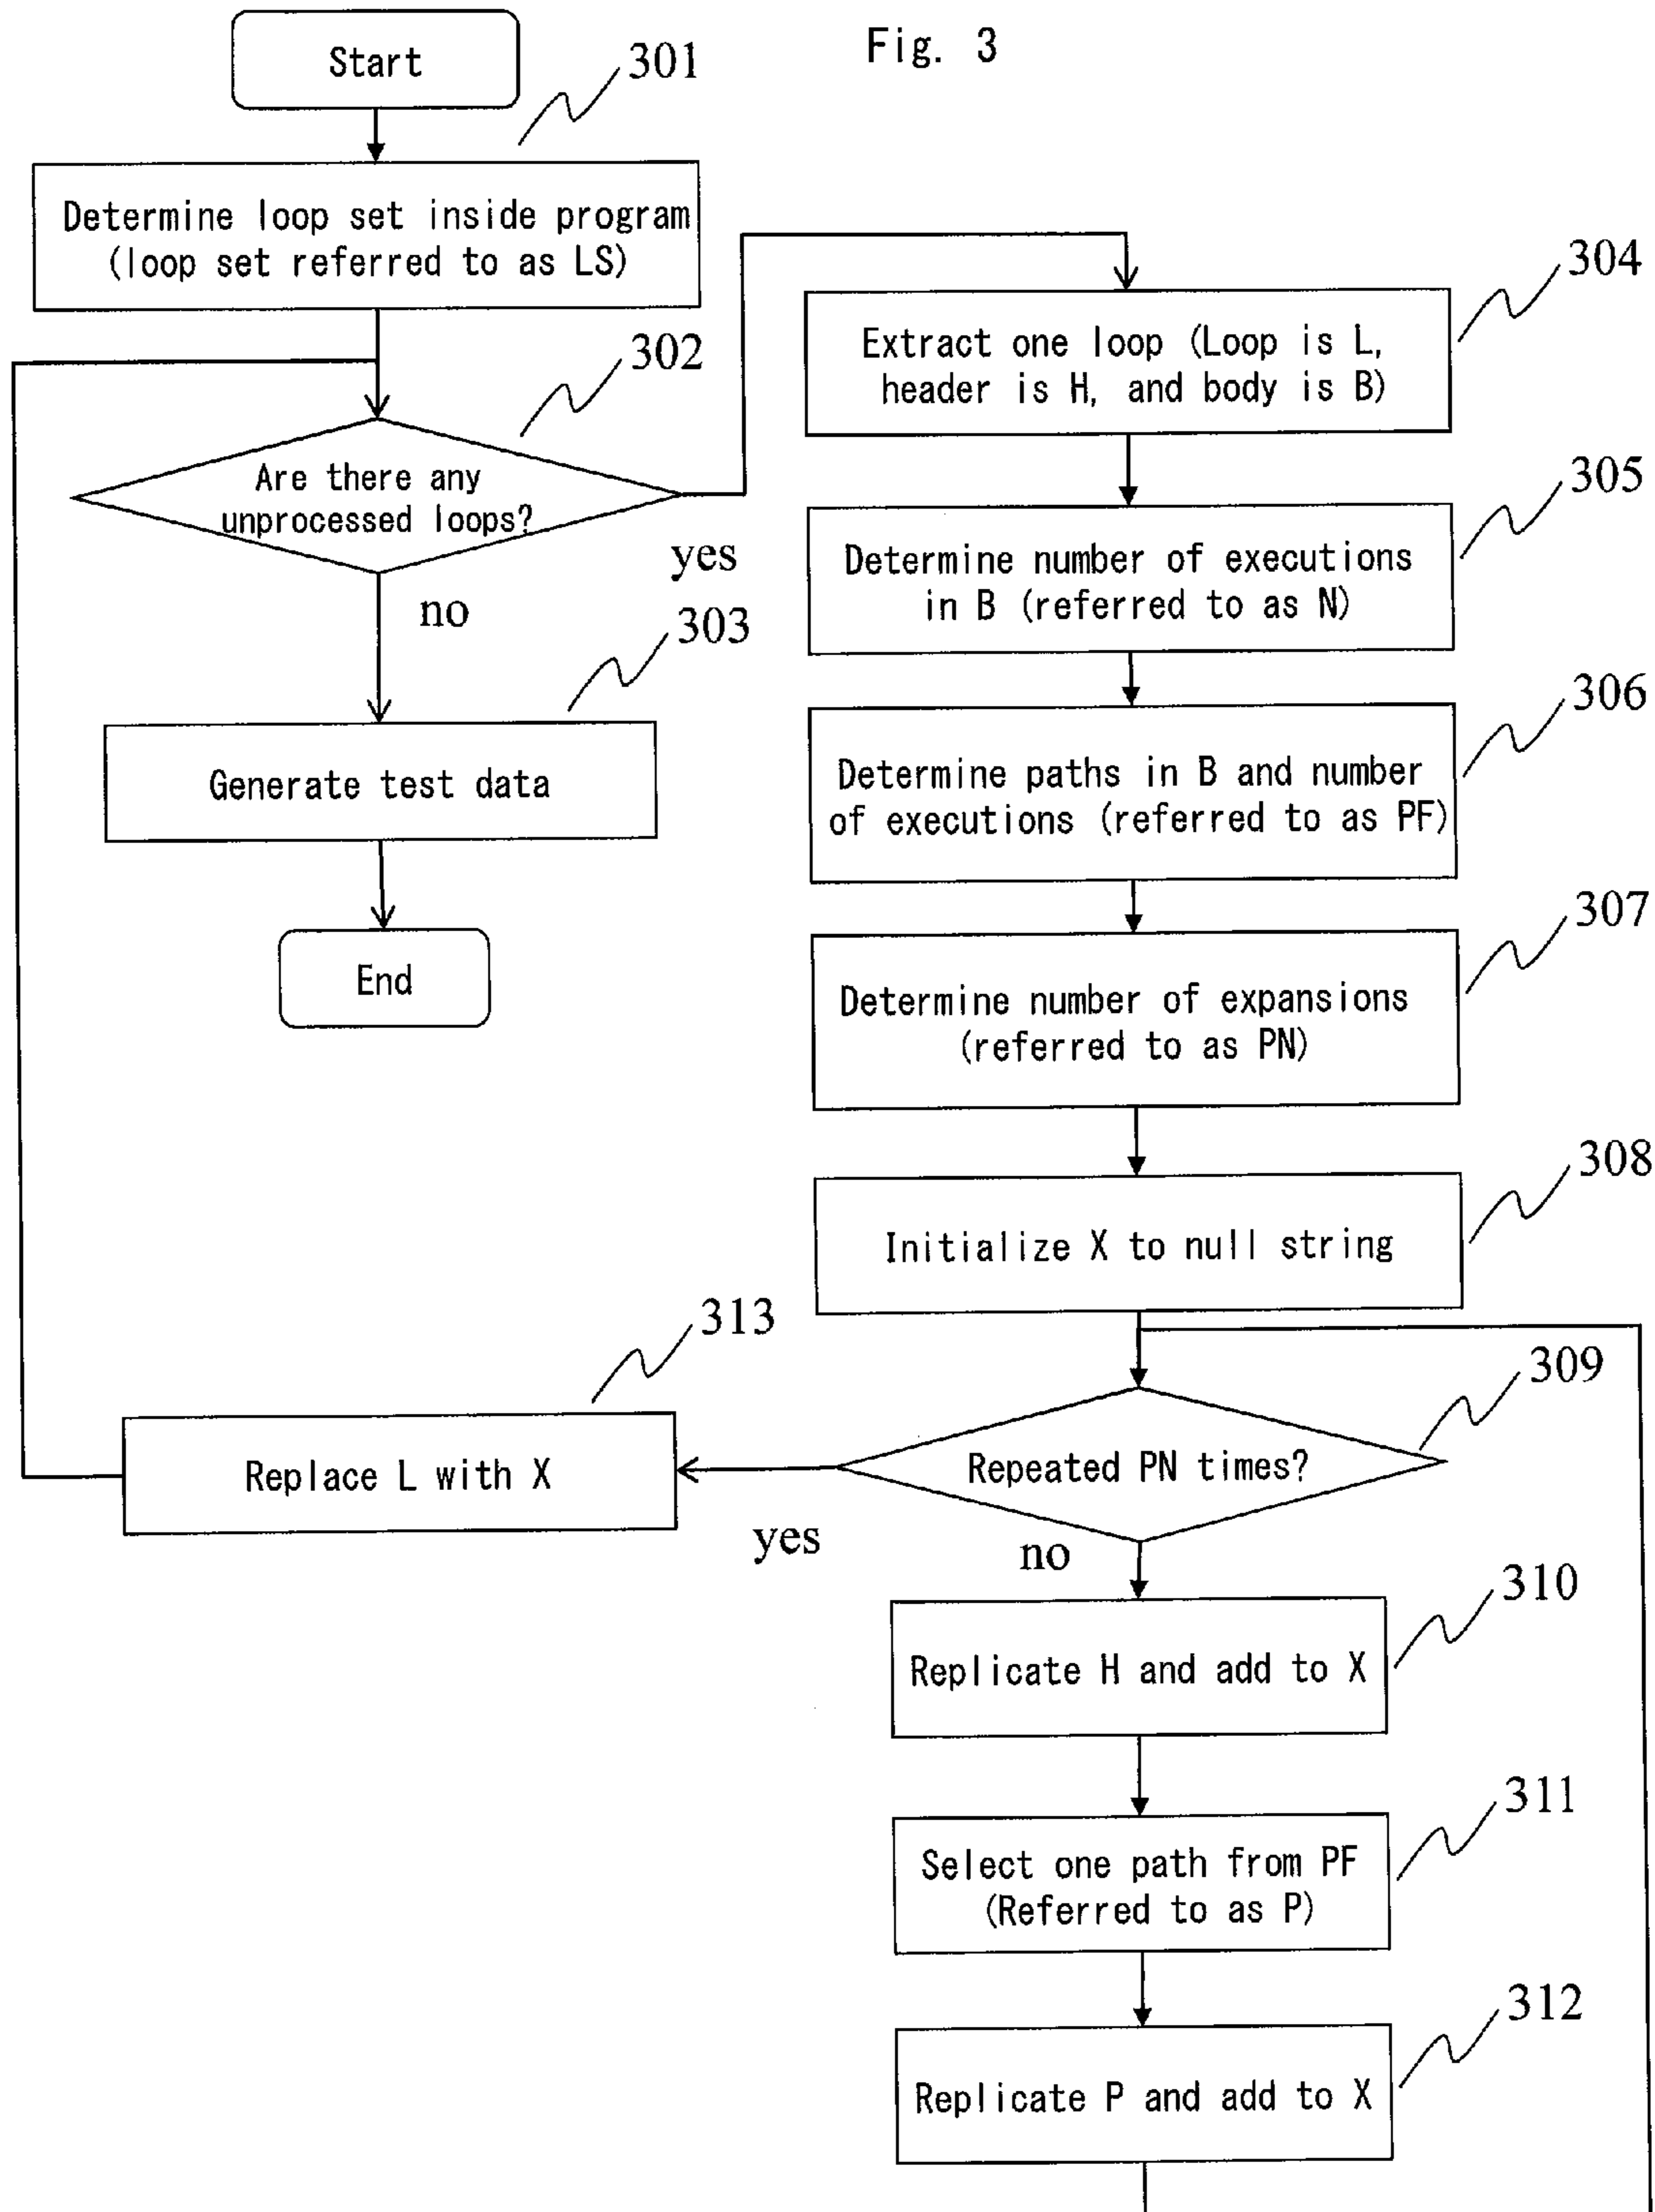 Fig. 3
Start
301
Determine loop set inside program
(loop set referred to as LS)
302
Are there any
unprocessed loops?
yes
no
303
Generate test data
End
304
Extract one loop (Loop is L,
header is H, and body is B)
305
Determine number of executions
in B (referred to as N)
306
Determine paths in B and number
of executions (referred to as PF)
307
Determine number of expansions
(referred to as PN)
308
Initialize X to null string
309
Repeated PN times?
yes
no
313
Replace L with X
310
Replicate H and add to X
311
Select one path from PF
(Referred to as P)
312
Replicate P and add to X